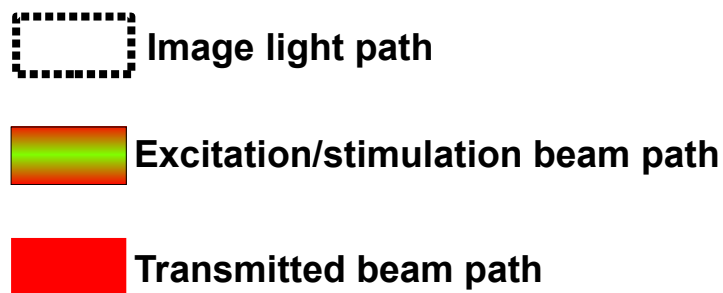 Image light path
Excitation/stimulation beam path
Transmitted beam path